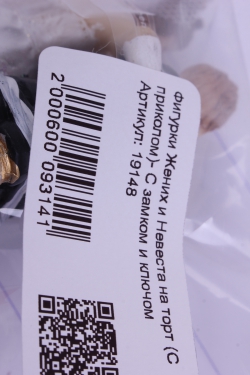 Фигурки Жених и Невеста на торт (С
приколом)- С замком и ключом
Артикул: 19148
2 000600 093141